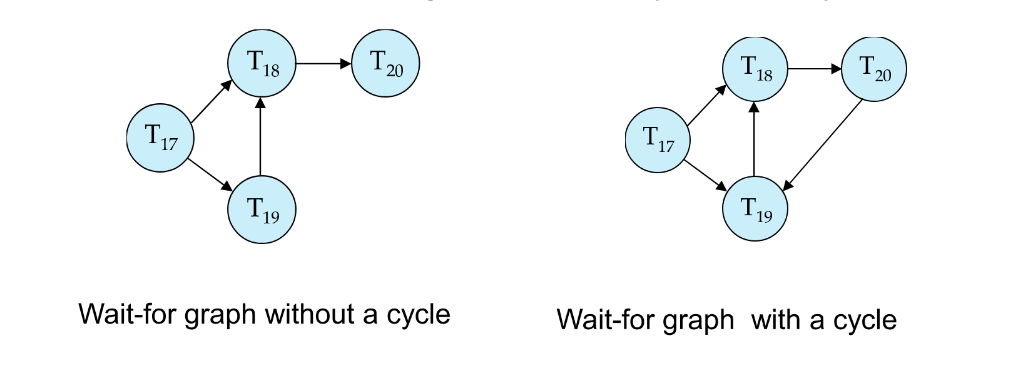 T18 T20
T17
T19
Wait-for graph without a cycle
T18 T20
T17
T19
Wait-for graph with a cycle